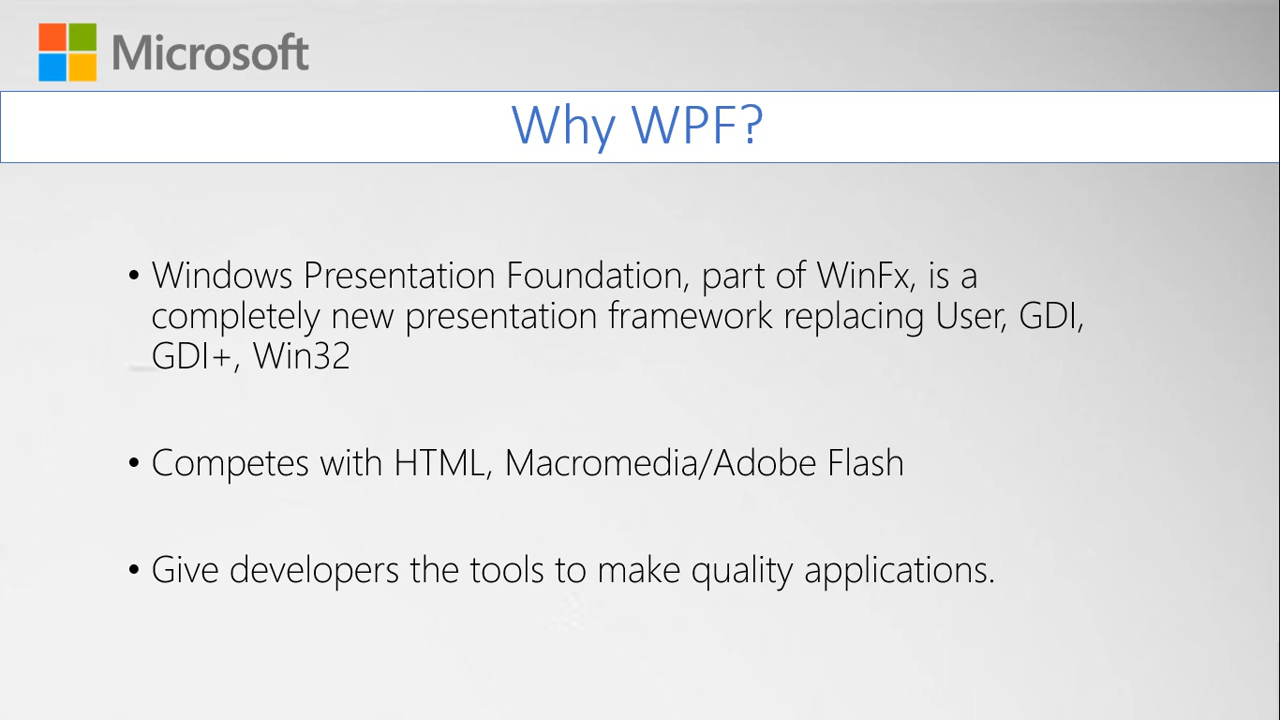 Microsoft
Why WPF?
• Windows Presentation Foundation, part of WinFx, is a
completely new presentation framework replacing User, GDI,
GDI+, Win32
• Competes with HTML, Macromedia/Adobe Flash
• Give developers the tools to make quality applications.